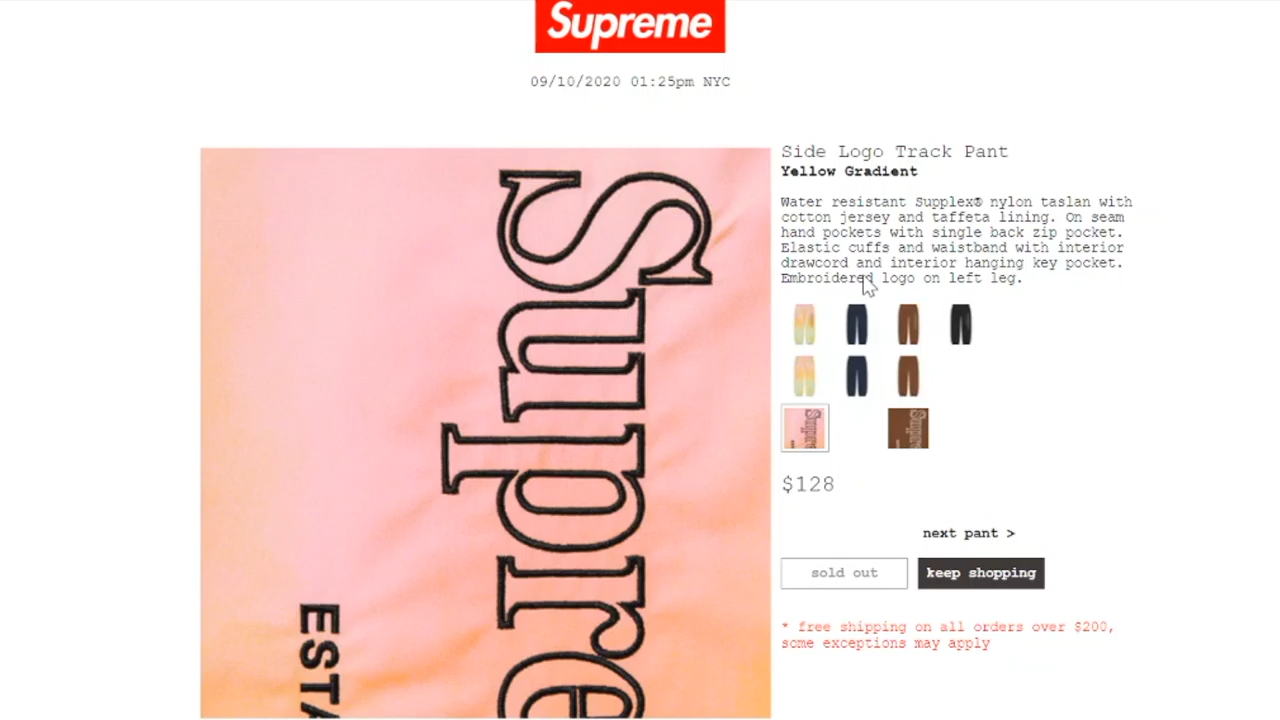 Supreme
09/10/2020 01:25pm NYC
Side Logo Track Pant
Yellow Gradient
Water resistant Supplex® nylon taslan with
cotton jersey and taffeta lining. On seam
hand pockets with single back zip pocket.
Elastic cuffs and waistband with interior
drawcord and interior hanging key pocket.
Embroidered logo on left leg.
$128
next pant >
sold out
keep shopping
* free shipping on all orders over $200,
some exceptions may apply
Supre
ESTA